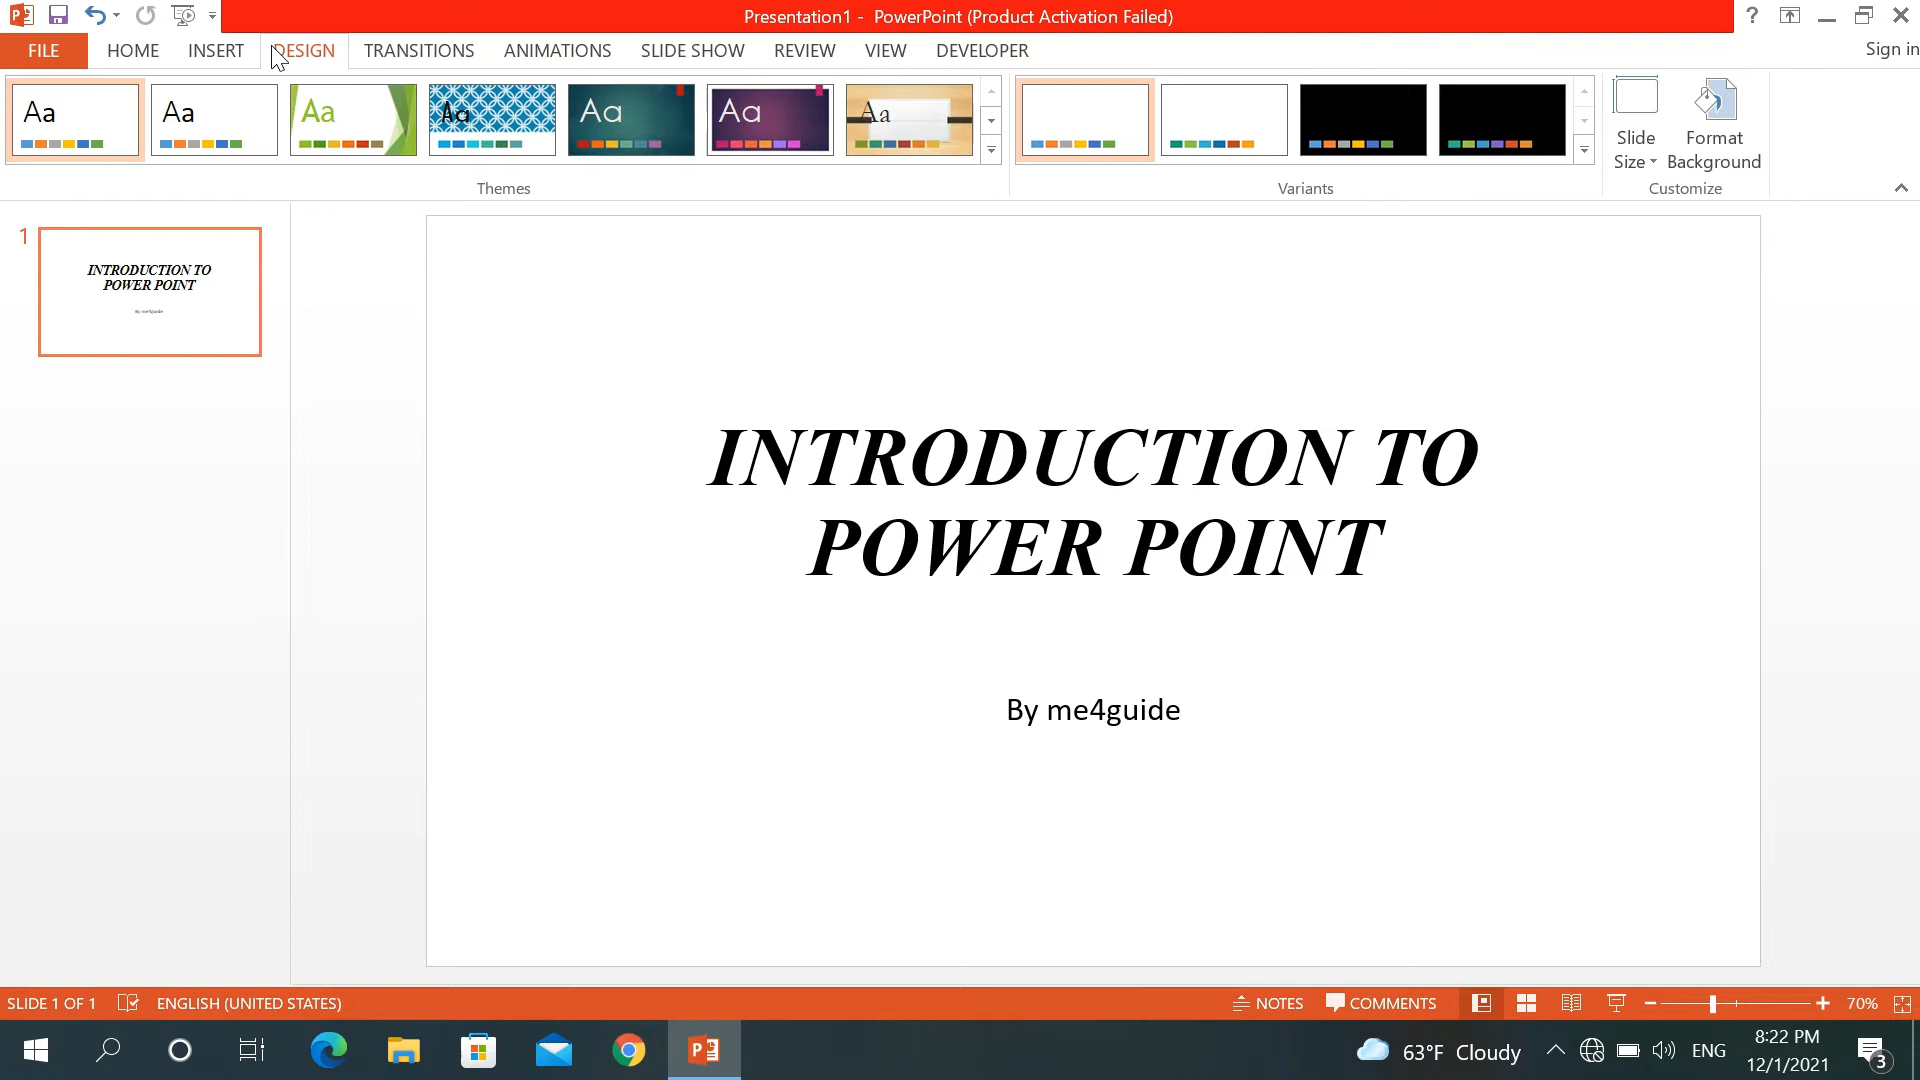 Presentation1 - PowerPoint (Product Activation Failed)
?
FILE HOME INSERT DESIGN TRANSITIONS ANIMATIONS SLIDE SHOW REVIEW VIEW DEVELOPER Sign in
Aa Aa Aa Aa Aa Aa Aa
Slide Size
Format Background
Themes Variants Customize
1
INTRODUCTION TO
POWER POINT
By me4guide
INTRODUCTION TO
POWER POINT
By me4guide
SLIDE 1 OF 1 ENGLISH (UNITED STATES) NOTES COMMENTS 70%
63°F Cloudy ENG
8:22 PM
12/1/2021
3